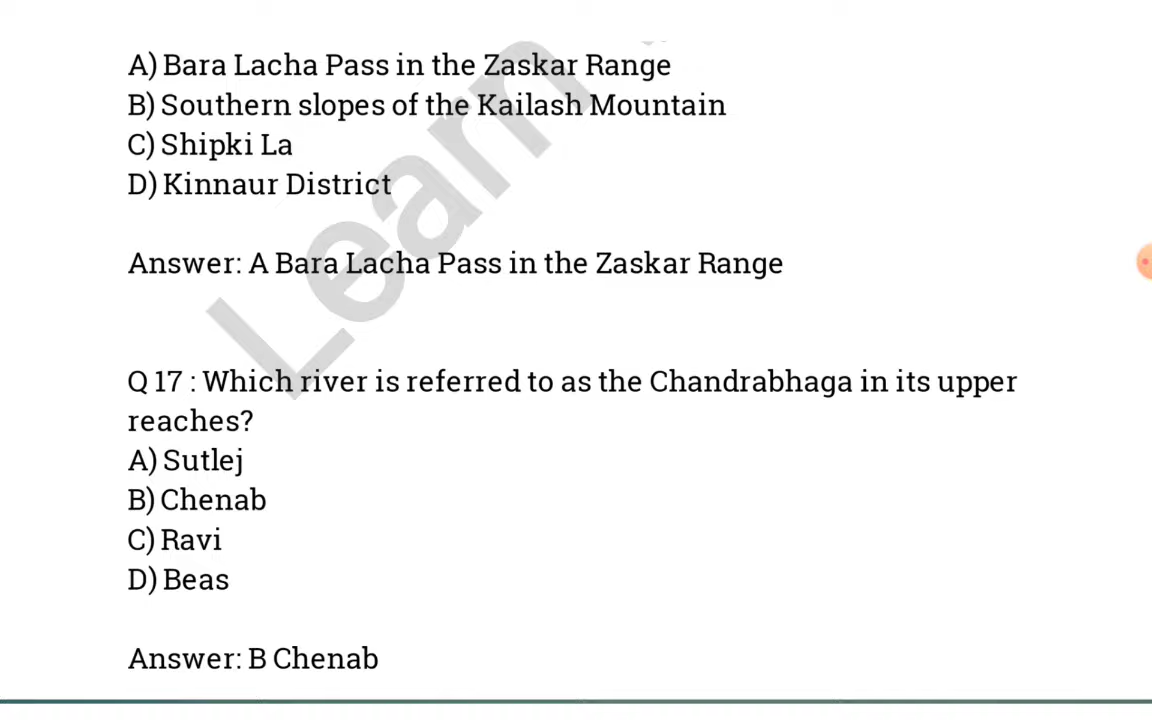 A) Bara Lacha Pass in the Zaskar Range
B) Southern slopes of the Kailash Mountain
C) Shipki La
D) Kinnaur District
Answer: A Bara Lacha Pass in the Zaskar Range
Q 17 : Which river is referred to as the Chandrabhaga in its upper
reaches?
A) Sutlej
B) Chenab
C) Ravi
D) Beas
Answer: B Chenab
Learn